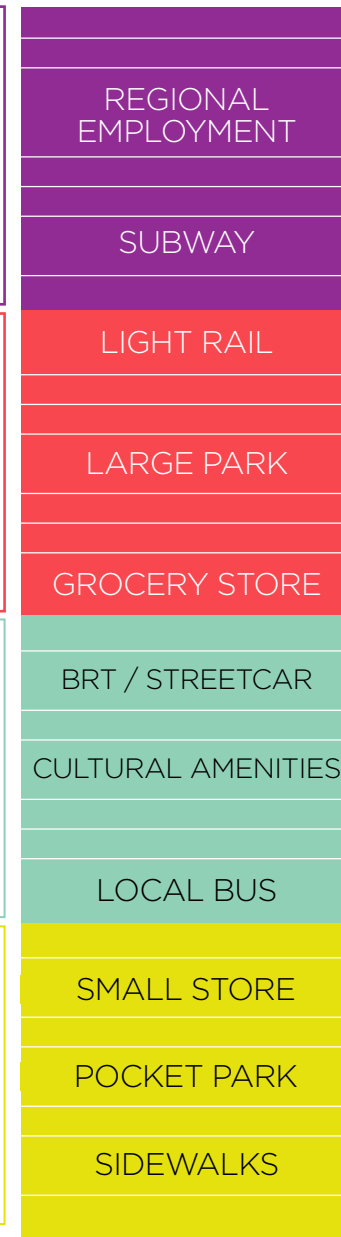 REGIONAL
EMPLOYMENT
SUBWAY
LIGHT RAIL
LARGE PARK
GROCERY STORE
BRT / STREETCAR
CULTURAL AMENITIES
LOCAL BUS
SMALL STORE
POCKET PARK
SIDEWALKS